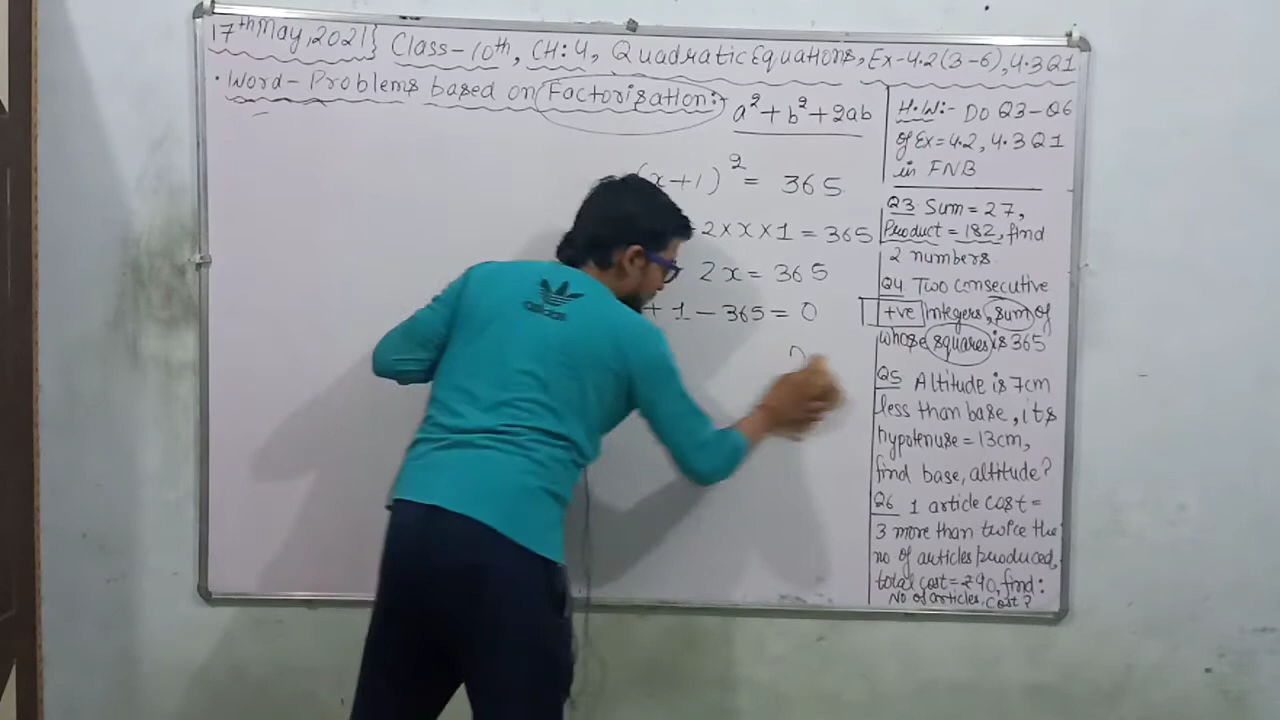 17th May, 2021} Class-10th, CH:4, Quadratic Equations, Ex-4.2(3-6), 4.3Q1
• Word-Problems based on Factorisation:-
a²+b²+2ab
(x+1)² = 365
2×x×1 = 365
2x = 365
+ 1 - 365 = 0
H.W:- Do Q3-Q6
of Ex=4.2, 4.3Q1
in FNB
Q3 Sum = 27,
Product = 182, find
2 numbers
Q4 Two consecutive
+ve Integers, sum of
whose squares is 365
Q5 Altitude is 7cm
less than base, its
hypotenuse = 13cm,
find base, altitude?
Q6 1 article cost =
3 more than twice the
no of articles produced,
total cost = ₹90, find:
No of articles, cost?
adidas